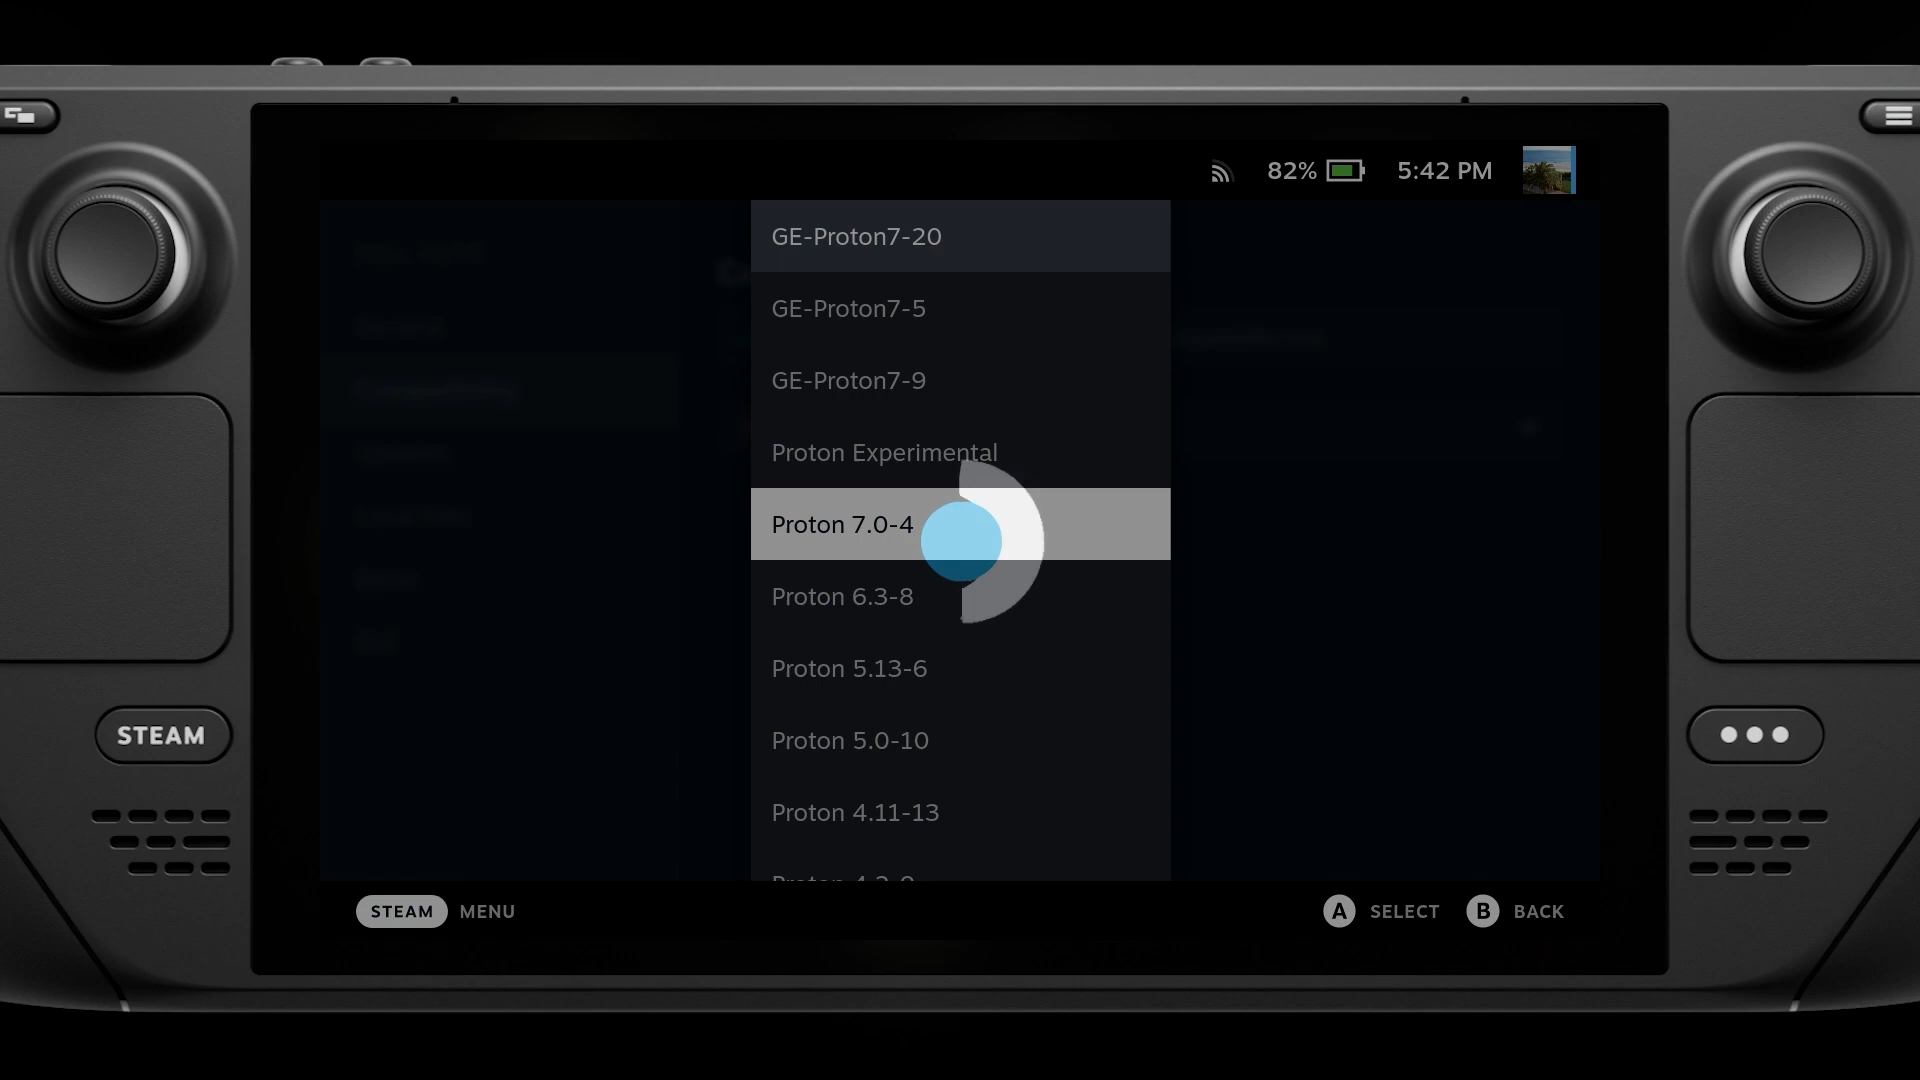 82% 5:42 PM
GE-Proton7-20
GE-Proton7-5
GE-Proton7-9
Proton Experimental
Proton 7.0-4
Proton 6.3-8
Proton 5.13-6
Proton 5.0-10
Proton 4.11-13
STEAM
STEAM MENU
A SELECT B BACK